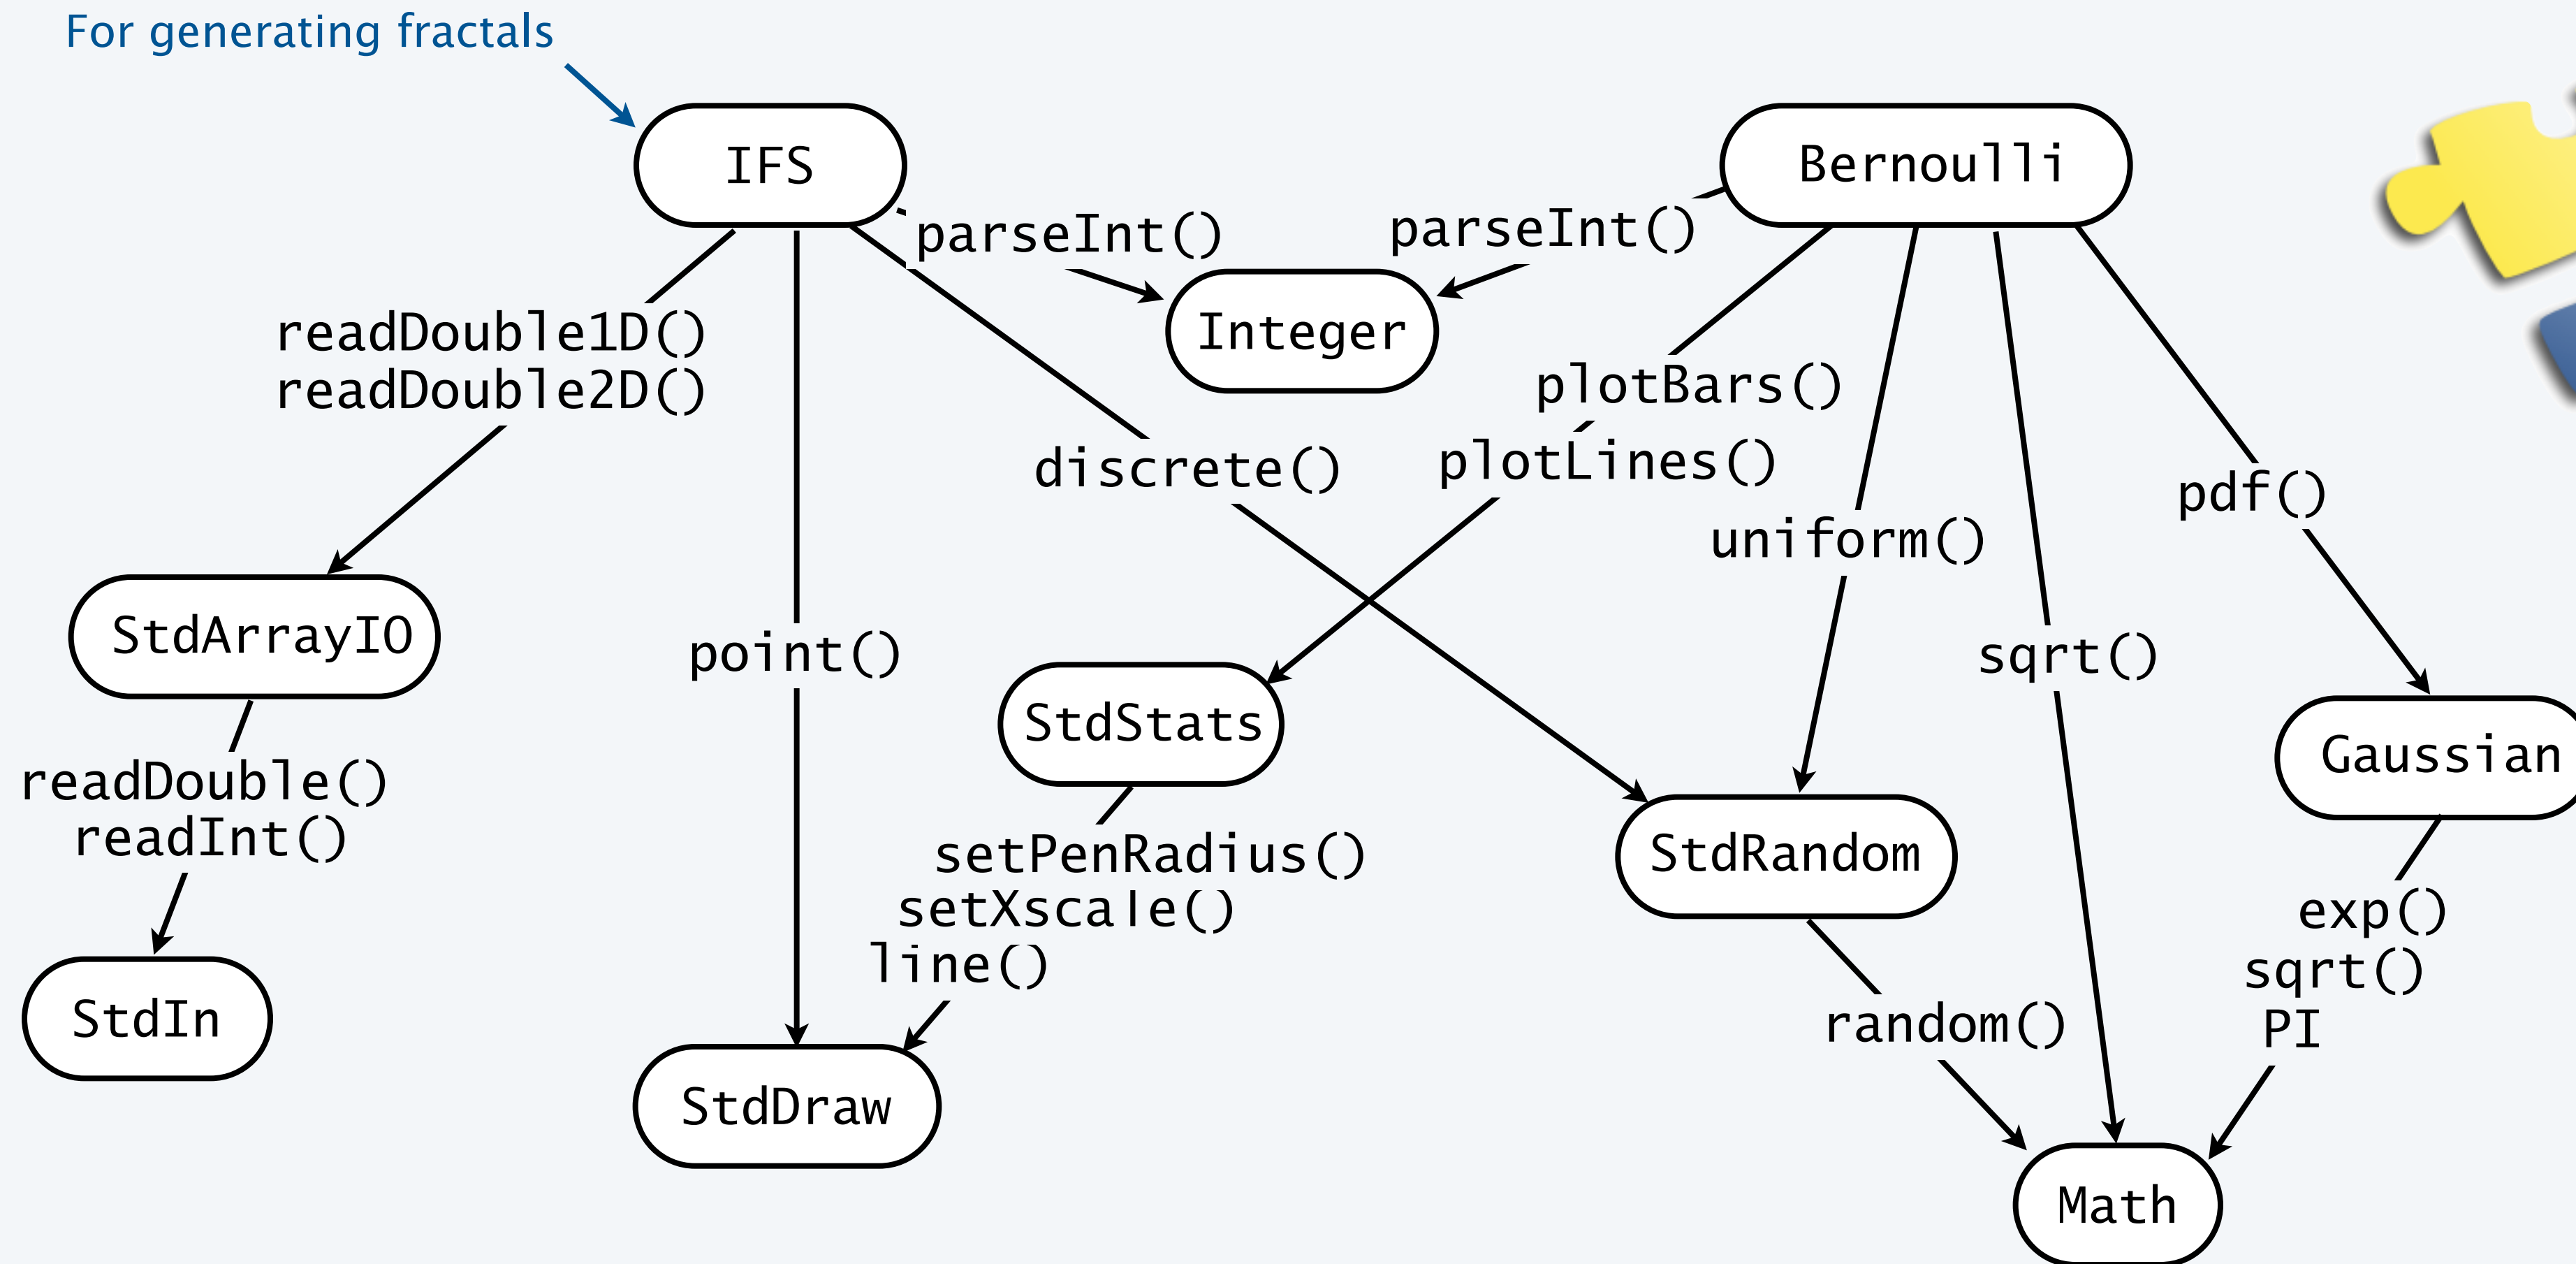 For generating fractals
IFS
Bernoulli
parseInt()
parseInt()
Integer
readDouble1D()
readDouble2D()
plotBars()
plotLines()
discrete()
pdf()
uniform()
StdArrayIO
point()
sqrt()
StdStats
Gaussian
readDouble()
readInt()
setPenRadius()
setXscale()
line()
StdRandom
exp()
sqrt()
PI
StdIn
random()
StdDraw
Math